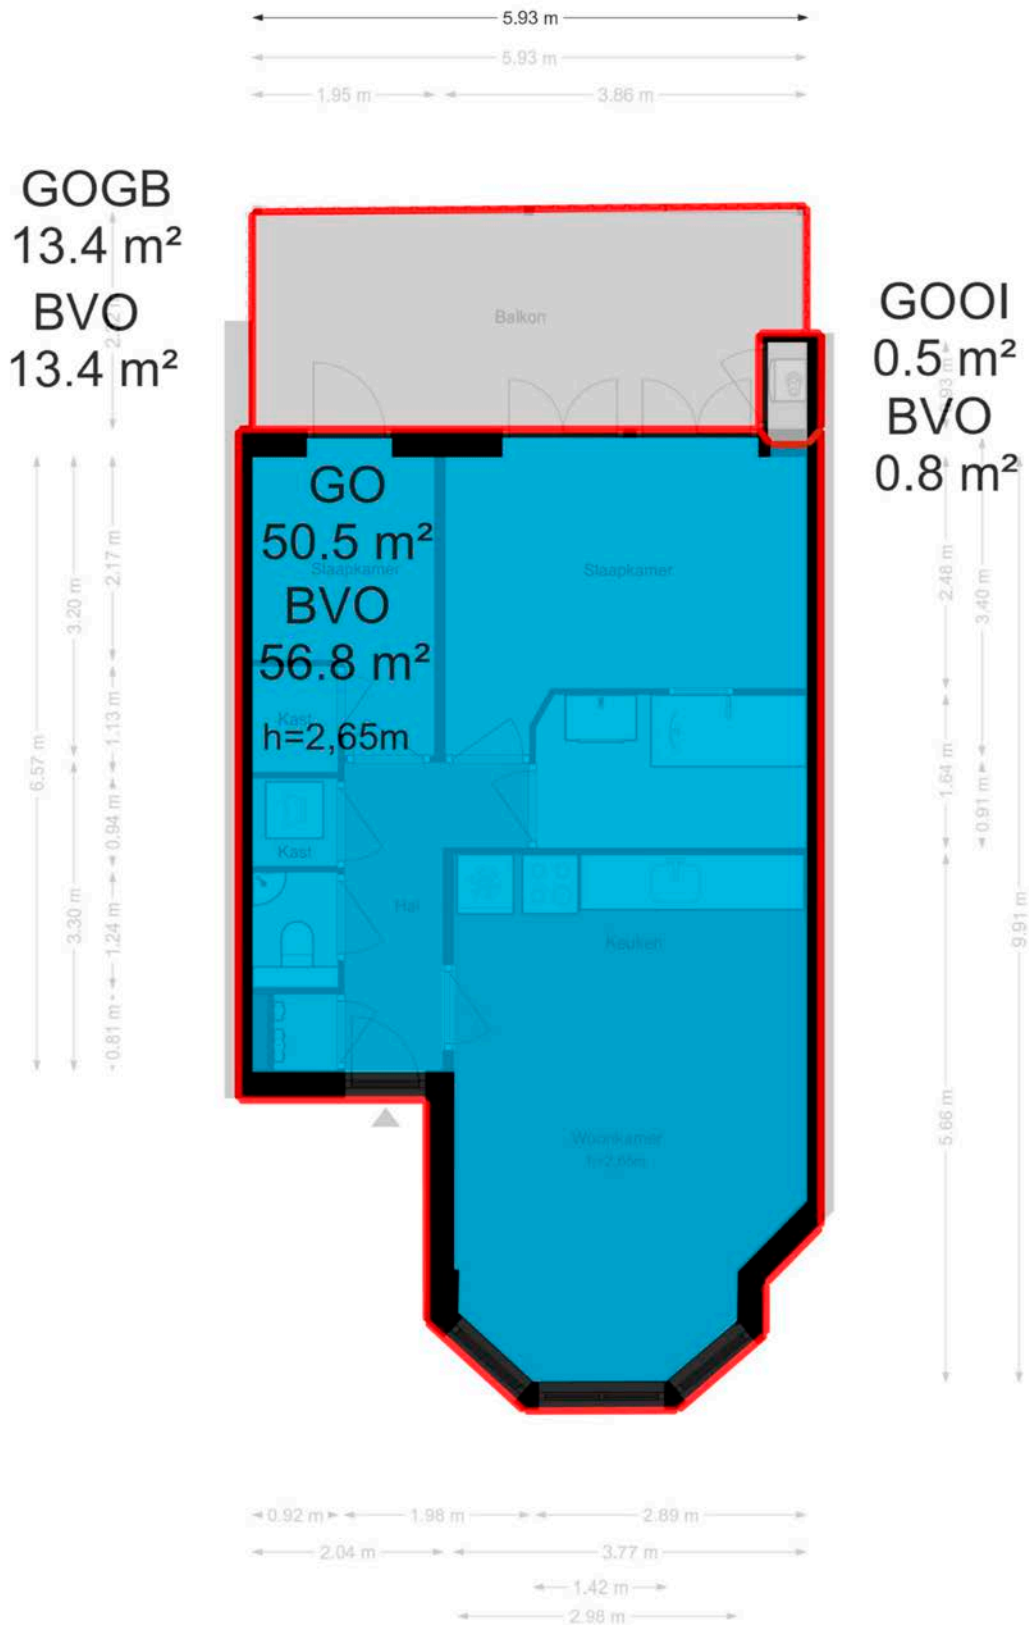 5.93 m
5.93 m
1.95 m
3.86 m
GOGB
13.4 m²
BVO
13.4 m²
GOOI
0.5 m²
BVO
0.8 m²
Balkon
GO
50.5 m²
Slaapkamer
BVO
56.8 m²
Kast
h=2,65m
Slaapkamer
Kast
Hal
Keuken
Woonkamer
h=2.65m
6.57 m
3.20 m
3.30 m
2.17 m
1.13 m
0.94 m
1.24 m
0.81 m
2.48 m
1.64 m
5.66 m
3.40 m
0.91 m
9.91 m
0.92 m
1.98 m
2.89 m
2.04 m
3.77 m
1.42 m
2.98 m